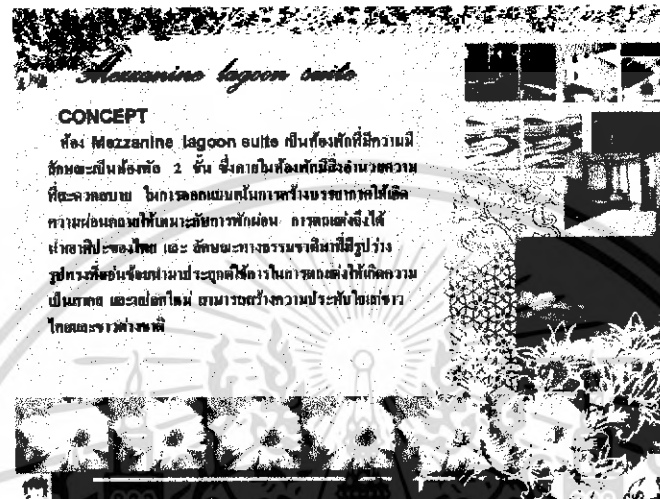 Mezzanine lagoon suite
CONCEPT
ห้อง Mezzanine lagoon suite เป็นห้องพักที่มีความมี
ลักษณะเป็นห้องพัก 2 ชั้น ซึ่งภายในห้องพักมีสิ่งอำนวยความ
ที่สะดวกสบาย ในการออกแบบเน้นการสร้างบรรยากาศให้เกิด
ความผ่อนคลายให้เหมาะกับการพักผ่อน การตกแต่งจึงได้
นำศิลปะของไทย และ ลักษณะทางธรรมชาติมาที่มีรูปร่าง
รูปทรงที่อ่อนช้อยนำมาประยุกต์ใช้การในการตกแต่งให้เกิดความ
เป็นสากล และแปลกใหม่ สามารถสร้างความประทับใจแก่ชาว
ไทยและชาวต่างชาติ